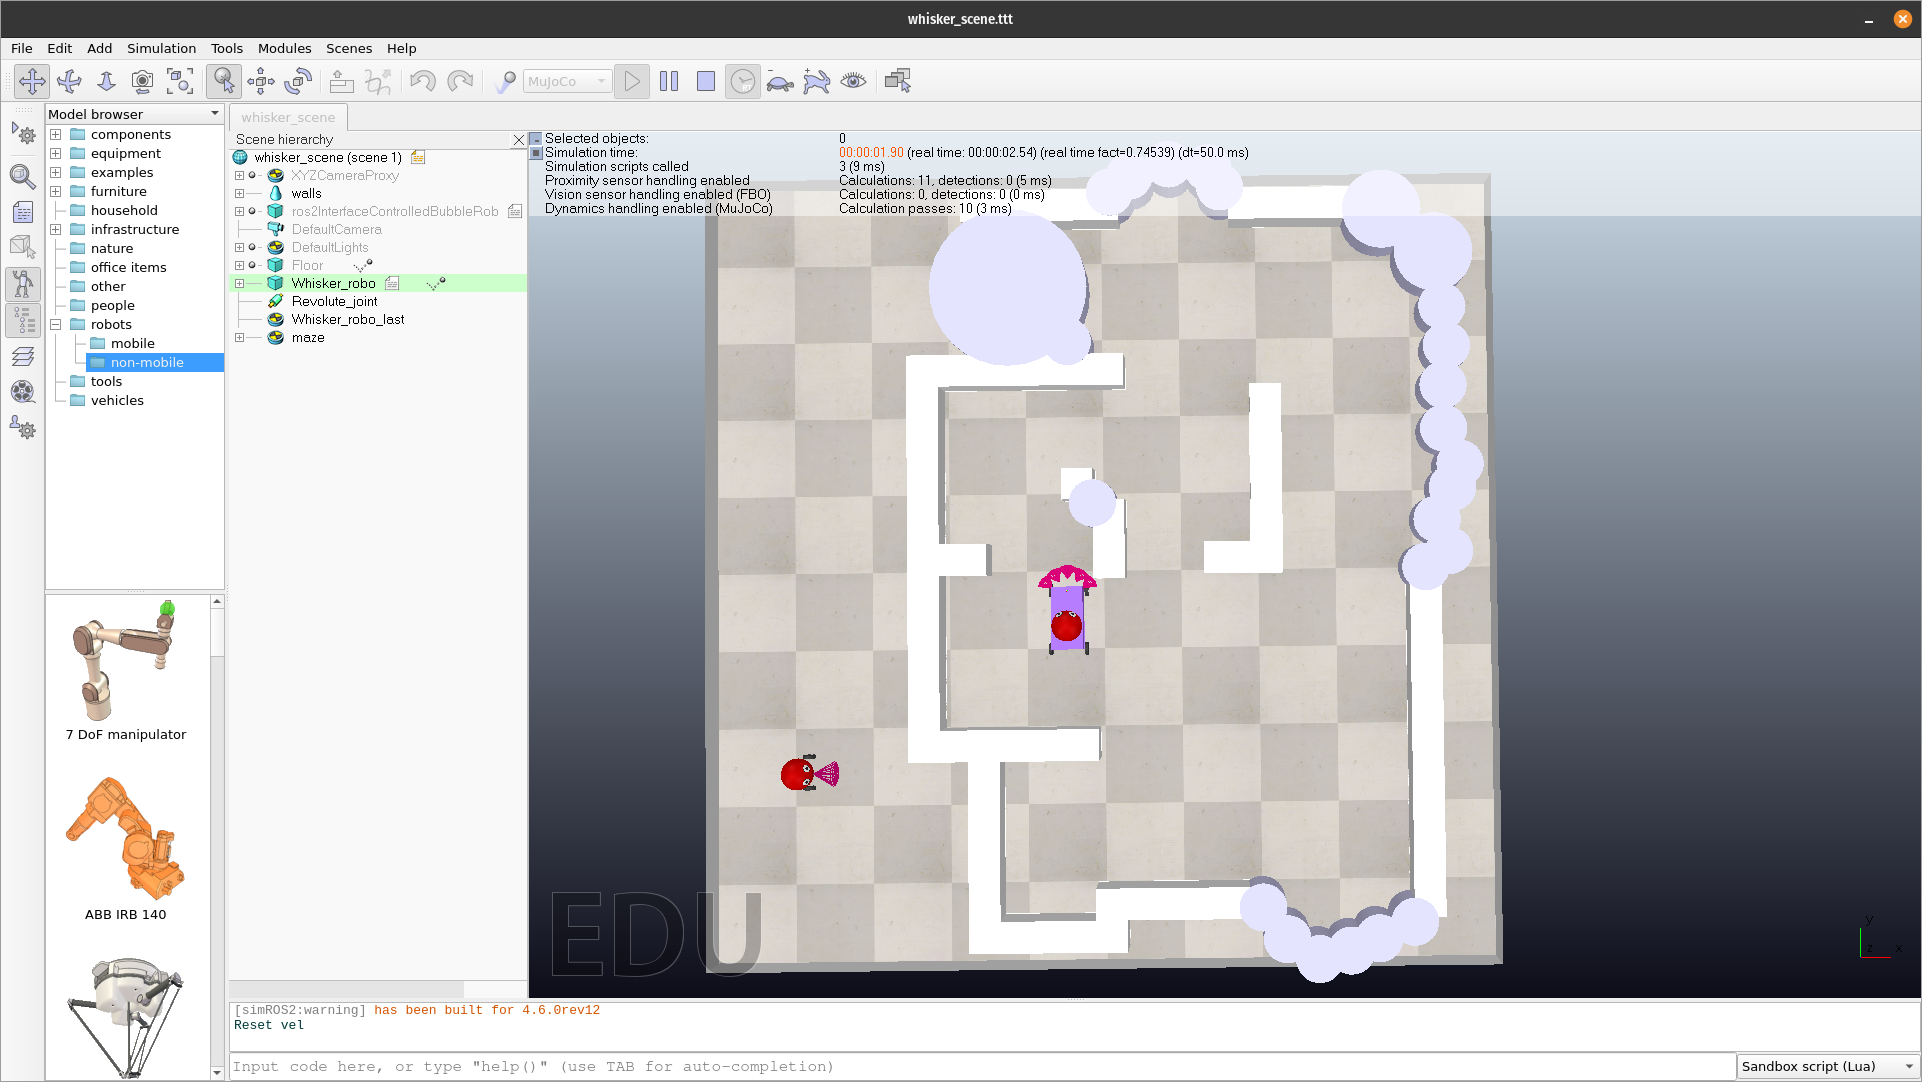 whisker_scene.ttt
File Edit Add Simulation Tools Modules Scenes Help
MuJoCo
Model browser
components
equipment
examples
furniture
household
infrastructure
nature
office items
other
people
robots
mobile
non-mobile
tools
vehicles
7 DoF manipulator
ABB IRB 140
whisker_scene
Scene hierarchy
whisker_scene (scene 1)
XYZCameraProxy
walls
ros2InterfaceControlledBubbleRob
DefaultCamera
DefaultLights
Floor
Whisker_robo
Revolute_joint
Whisker_robo_last
maze
Selected objects: 0
Simulation time: 00:00:01.90 (real time: 00:00:02.54) (real time fact=0.74539) (dt=50.0 ms)
Simulation scripts called 3 (9 ms)
Proximity sensor handling enabled Calculations: 11, detections: 0 (5 ms)
Vision sensor handling enabled (FBO) Calculations: 0, detections: 0 (0 ms)
Dynamics handling enabled (MuJoCo) Calculation passes: 10 (3 ms)
EDU
y
z x
[simROS2:warning] has been built for 4.6.0rev12
Reset vel
Input code here, or type "help()" (use TAB for auto-completion)
Sandbox script (Lua)